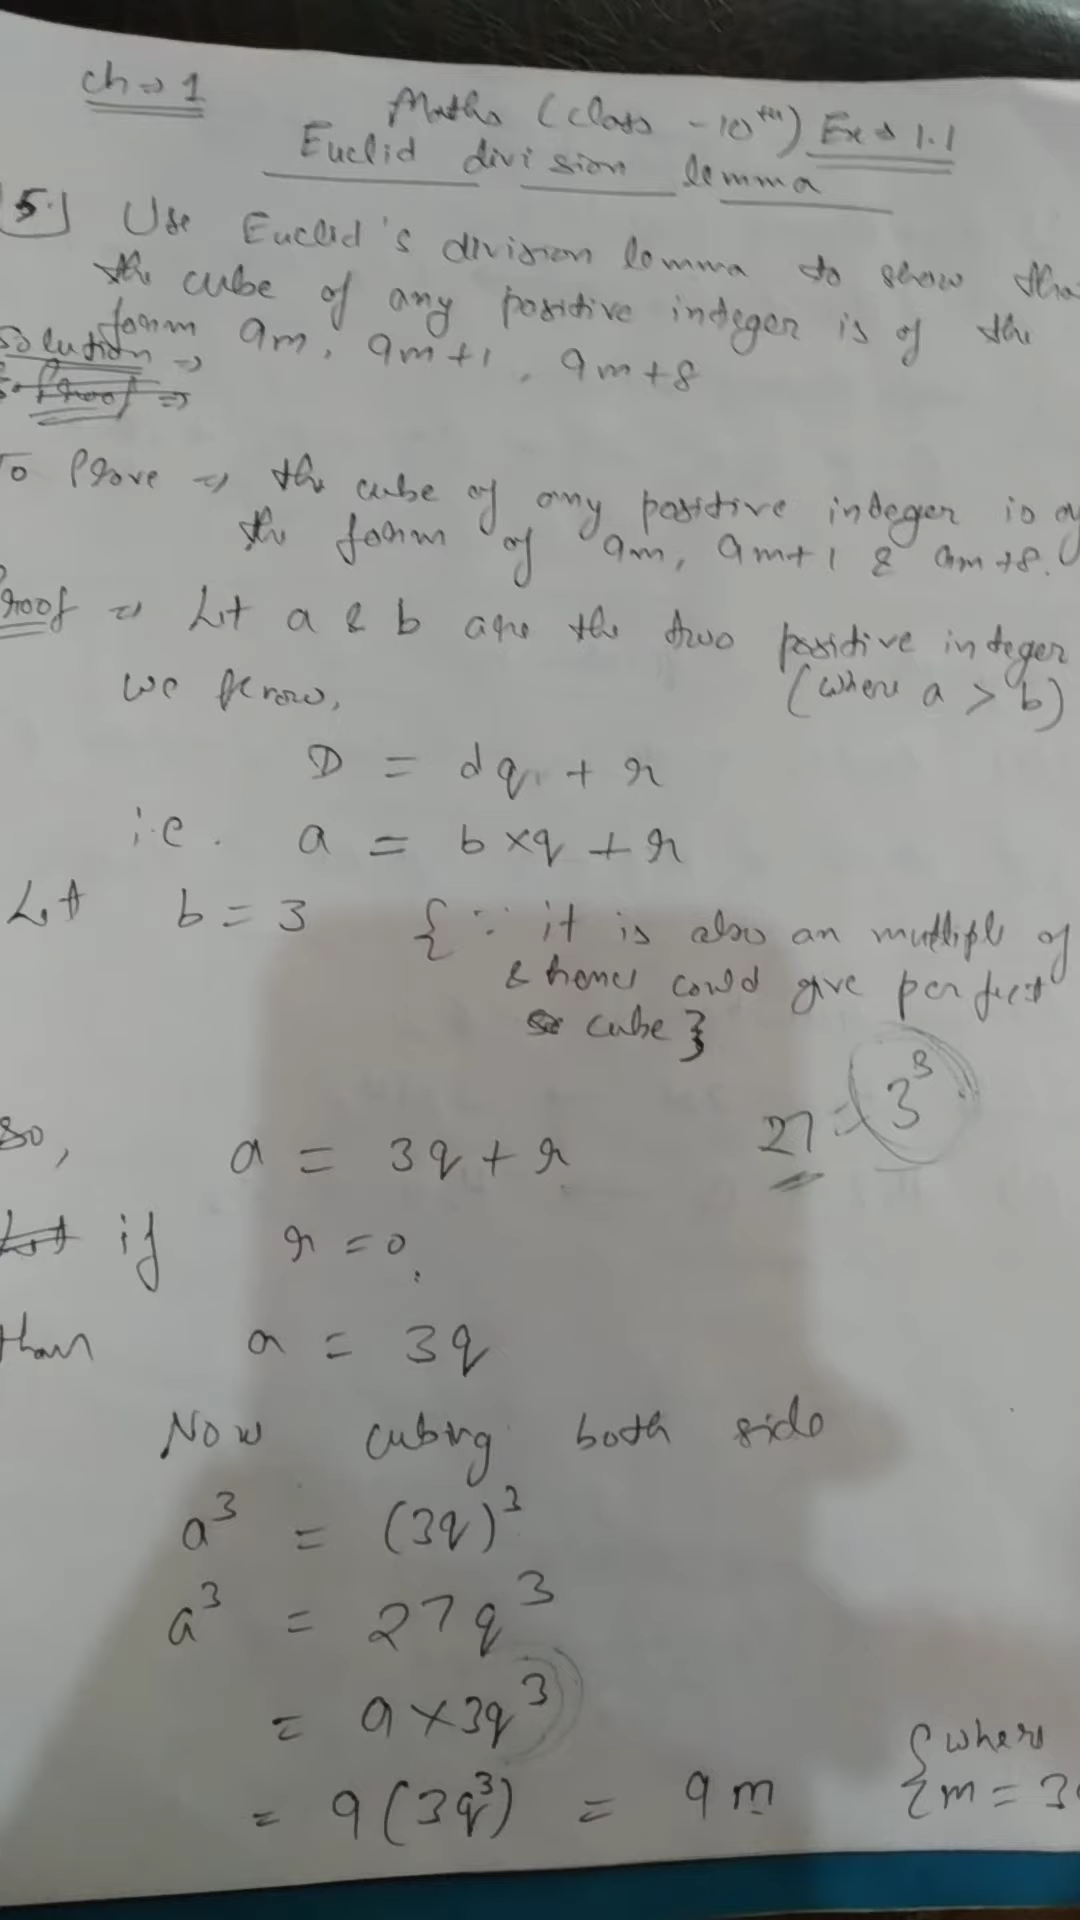 ch → 1
Maths (class - 10th) Ex → 1.1
Euclid division lemma
5.) Use Euclid's division lemma to show tha
the cube of any positive integer is of the
form 9m, 9m+1, 9m+8
Solution ⇒
Proof ⇒
To Prove ⇒ the cube of any positive integer is of
the form of 9m, 9m+1 & 9m+8.
Proof ⇒ Let a & b are the two positive integer
(where a > b)
we know,
D = dq + r
i.e. a = b×q + r
Let b = 3 {∵ it is also an multiple of
& hence could give perfect
cube}
27 = 3³
So, a = 3q + r
Let if r = 0
than a = 3q
Now cubing both side
a³ = (3q)³
a³ = 27q³
= 9×3q³
= 9(3q³) = 9m {where
m = 3